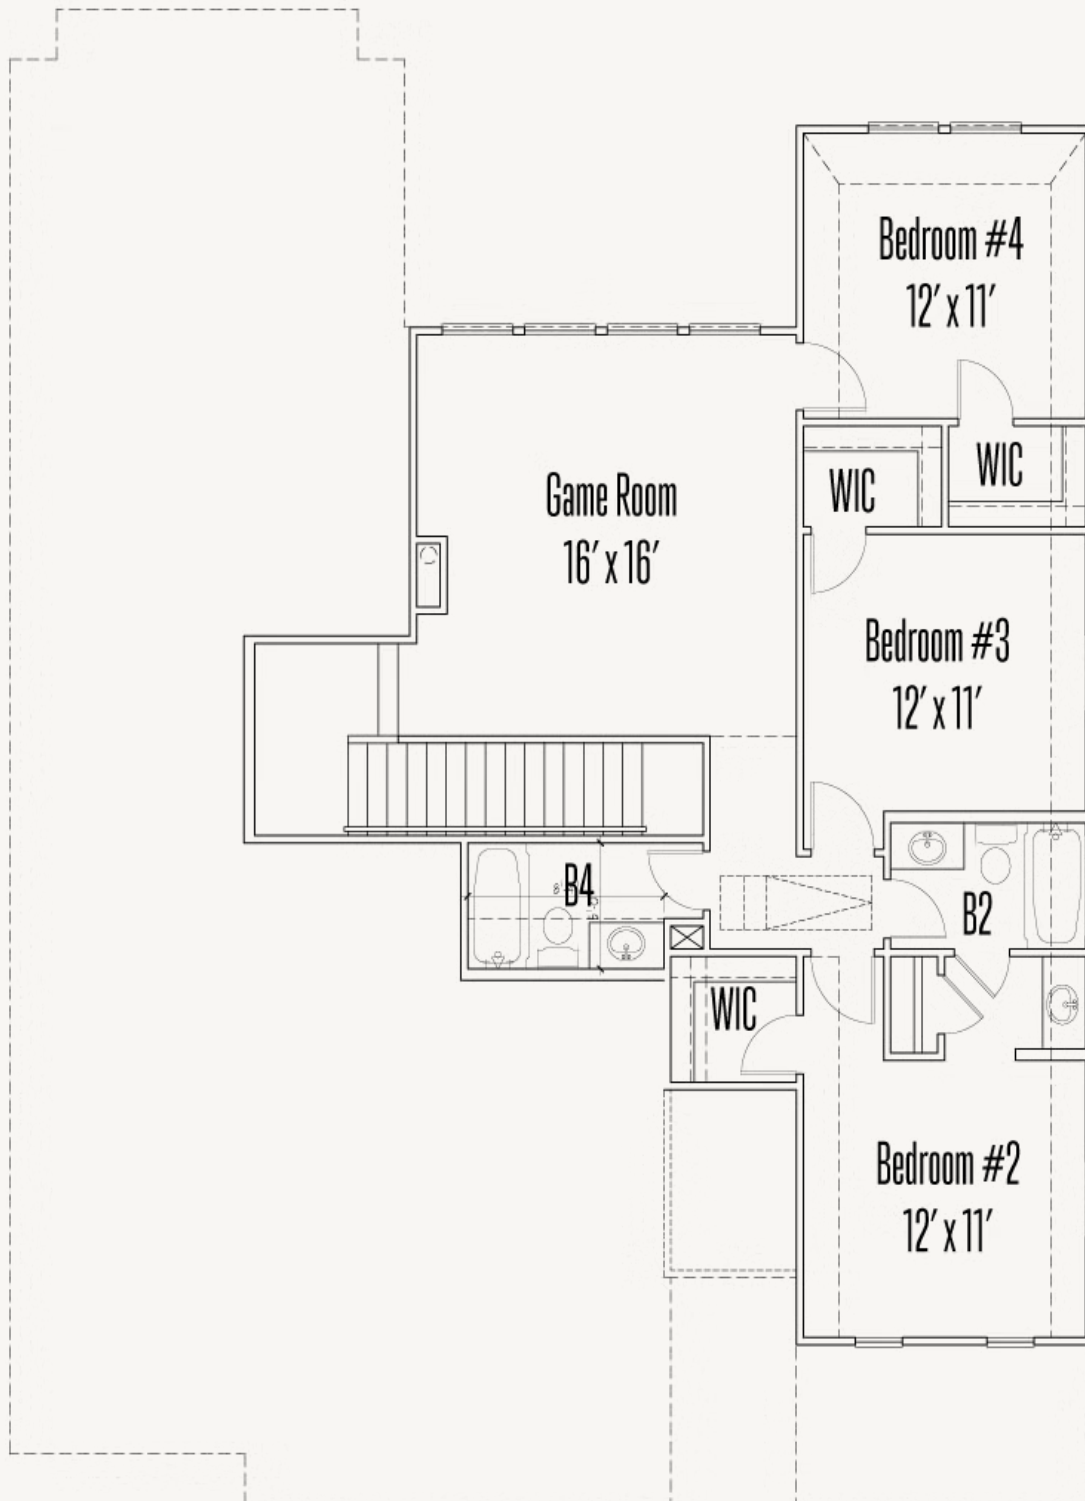 Bedroom #4
12′ x 11′
WIC
WIC
Game Room
16′ x 16′
Bedroom #3
12′ x 11′
B4
B2
WIC
Bedroom #2
12′ x 11′